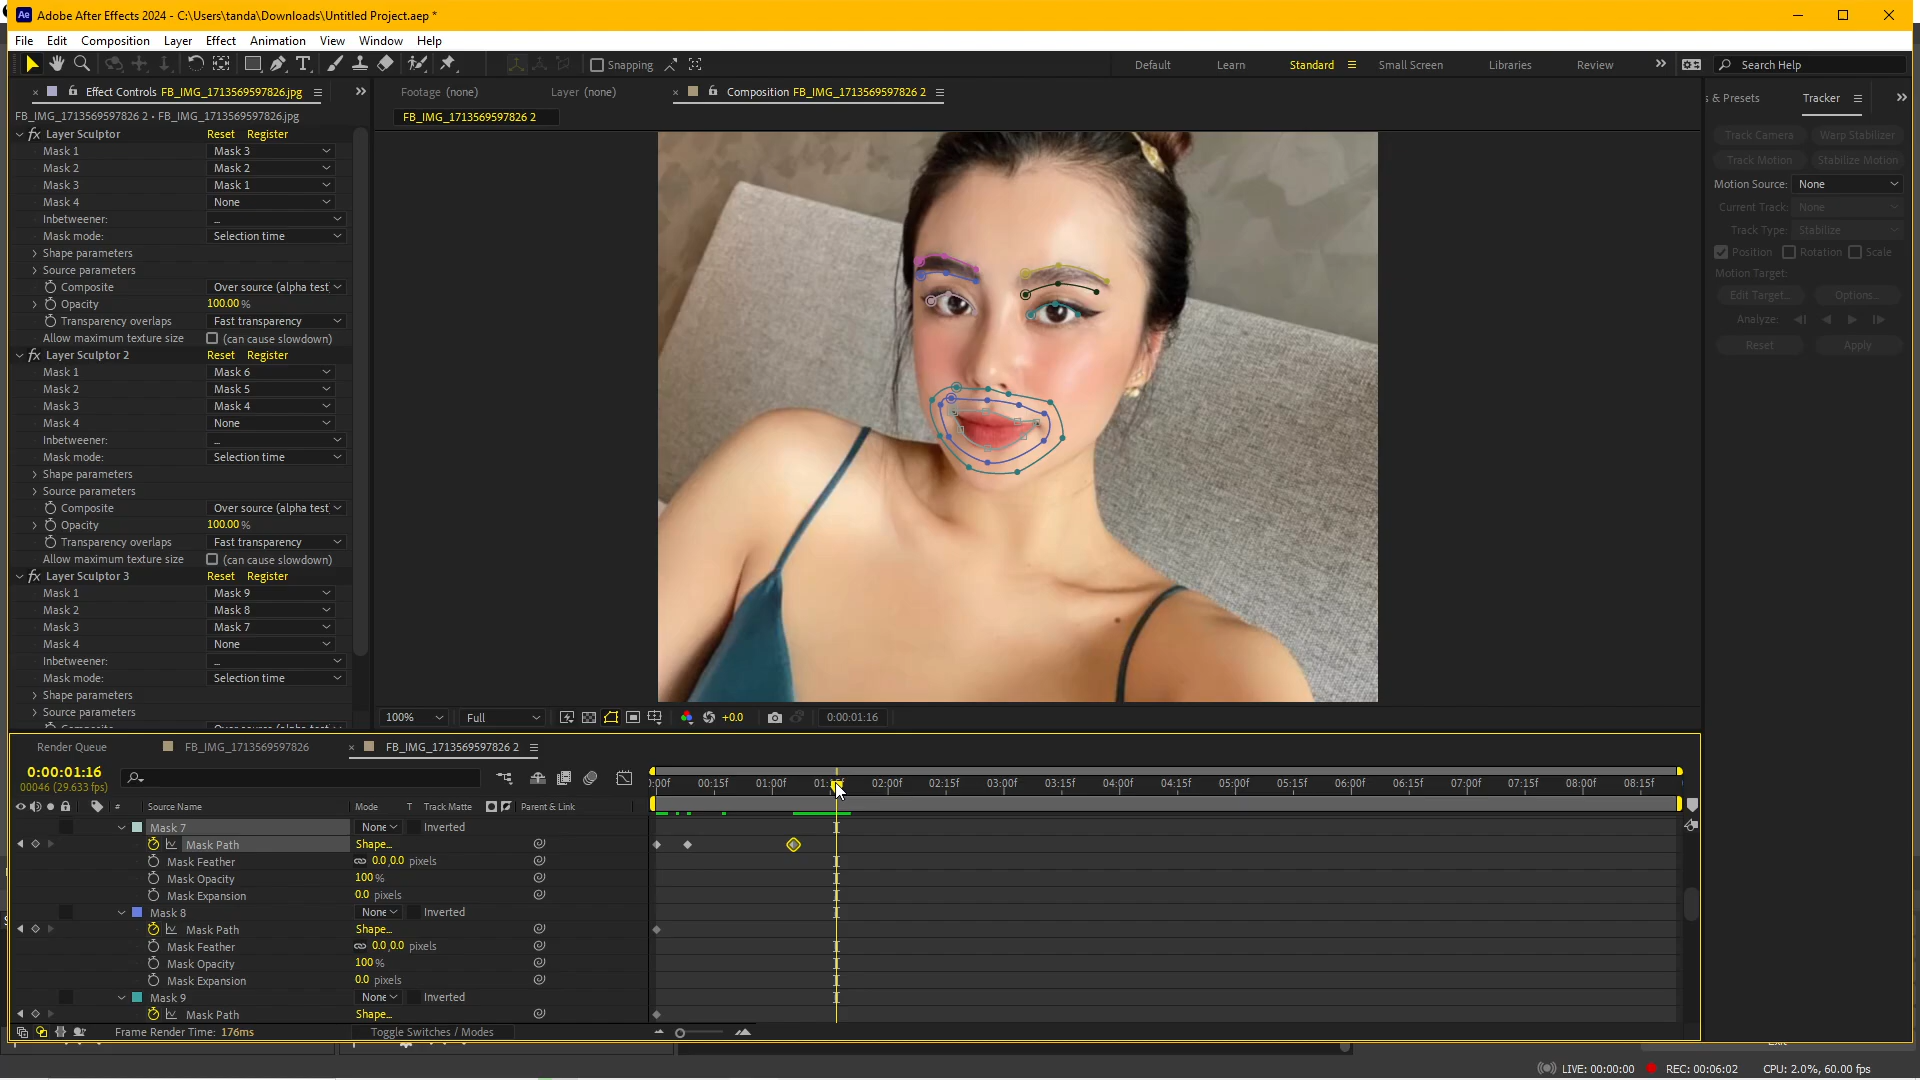 Adobe After Effects 2024 - C:\Users\tanda\Downloads\Untitled Project.aep *
File Edit Composition Layer Effect Animation View Window Help
Snapping Default Learn Standard Small Screen Libraries Review Search Help
Effect Controls FB_IMG_1713569597826.jpg
Footage (none) Layer (none) Composition FB_IMG_1713569597826 2
s & Presets Tracker
FB_IMG_1713569597826 2 • FB_IMG_1713569597826.jpg
FB_IMG_1713569597826 2
Layer Sculptor Reset Register
Mask 1 Mask 3
Mask 2 Mask 2
Mask 3 Mask 1
Mask 4 None
Inbetweener: ...
Mask mode: Selection time
Shape parameters
Source parameters
Composite Over source (alpha test
Opacity 100.00 %
Transparency overlaps Fast transparency
Allow maximum texture size (can cause slowdown)
Layer Sculptor 2 Reset Register
Mask 1 Mask 6
Mask 2 Mask 5
Mask 3 Mask 4
Mask 4 None
Inbetweener: ...
Mask mode: Selection time
Shape parameters
Source parameters
Composite Over source (alpha test
Opacity 100.00 %
Transparency overlaps Fast transparency
Allow maximum texture size (can cause slowdown)
Layer Sculptor 3 Reset Register
Mask 1 Mask 9
Mask 2 Mask 8
Mask 3 Mask 7
Mask 4 None
Inbetweener: ...
Mask mode: Selection time
Shape parameters
Source parameters
Track Camera Warp Stabilizer
Track Motion Stabilize Motion
Motion Source: None
Current Track: None
Track Type: Stabilize
Position Rotation Scale
Motion Target:
Edit Target... Options...
Analyze:
Reset Apply
100% Full +0.0 0:00:01:16
Render Queue FB_IMG_1713569597826 FB_IMG_1713569597826 2
0:00:01:16
00046 (29.633 fps)
:00f 00:15f 01:00f 01:15f 02:00f 02:15f 03:00f 03:15f 04:00f 04:15f 05:00f 05:15f 06:00f 06:15f 07:00f 07:15f 08:00f 08:15f
# Source Name Mode T Track Matte Parent & Link
Mask 7 None Inverted
Mask Path Shape...
Mask Feather 0.0,0.0 pixels
Mask Opacity 100 %
Mask Expansion 0.0 pixels
Mask 8 None Inverted
Mask Path Shape...
Mask Feather 0.0,0.0 pixels
Mask Opacity 100 %
Mask Expansion 0.0 pixels
Mask 9 None Inverted
Mask Path Shape...
Frame Render Time: 176ms Toggle Switches / Modes
LIVE: 00:00:00 REC: 00:06:02 CPU: 2.0%, 60.00 fps